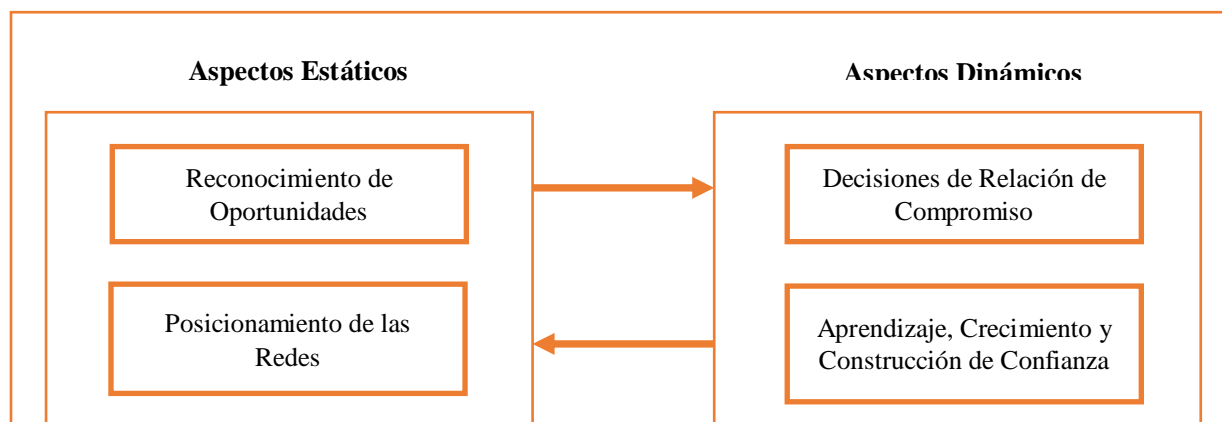 Aspectos Estáticos
Reconocimiento de
Oportunidades
Posicionamiento de las
Redes
Aspectos Dinámicos
Decisiones de Relación de
Compromiso
Aprendizaje, Crecimiento y
Construcción de Confianza